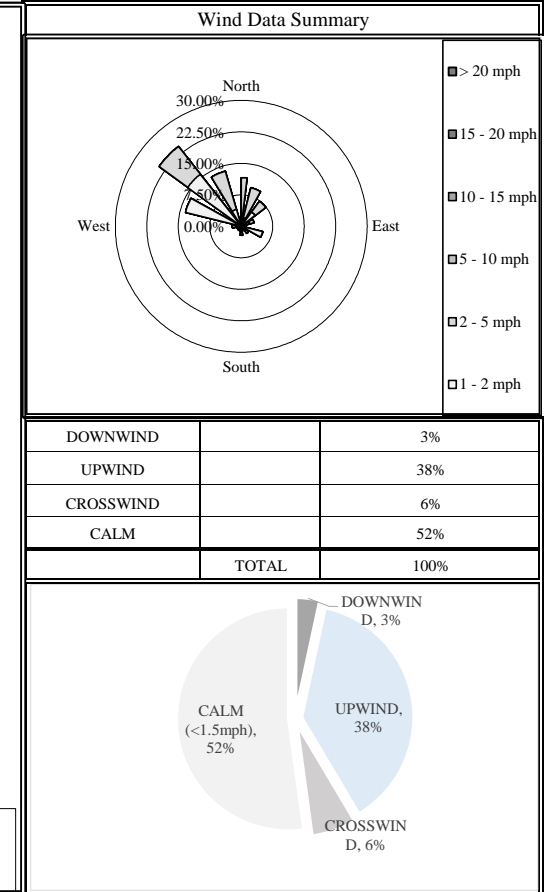 Wind Data Summary
North
30.00%
22.50%
15.00%
7.50%
0.00%
West
East
South
> 20 mph
15 - 20 mph
10 - 15 mph
5 - 10 mph
2 - 5 mph
1 - 2 mph
DOWNWIND 3%
UPWIND 38%
CROSSWIND 6%
CALM 52%
TOTAL 100%
DOWNWIN
D, 3%
UPWIND,
38%
CALM
(<1.5mph),
52%
CROSSWIN
D, 6%